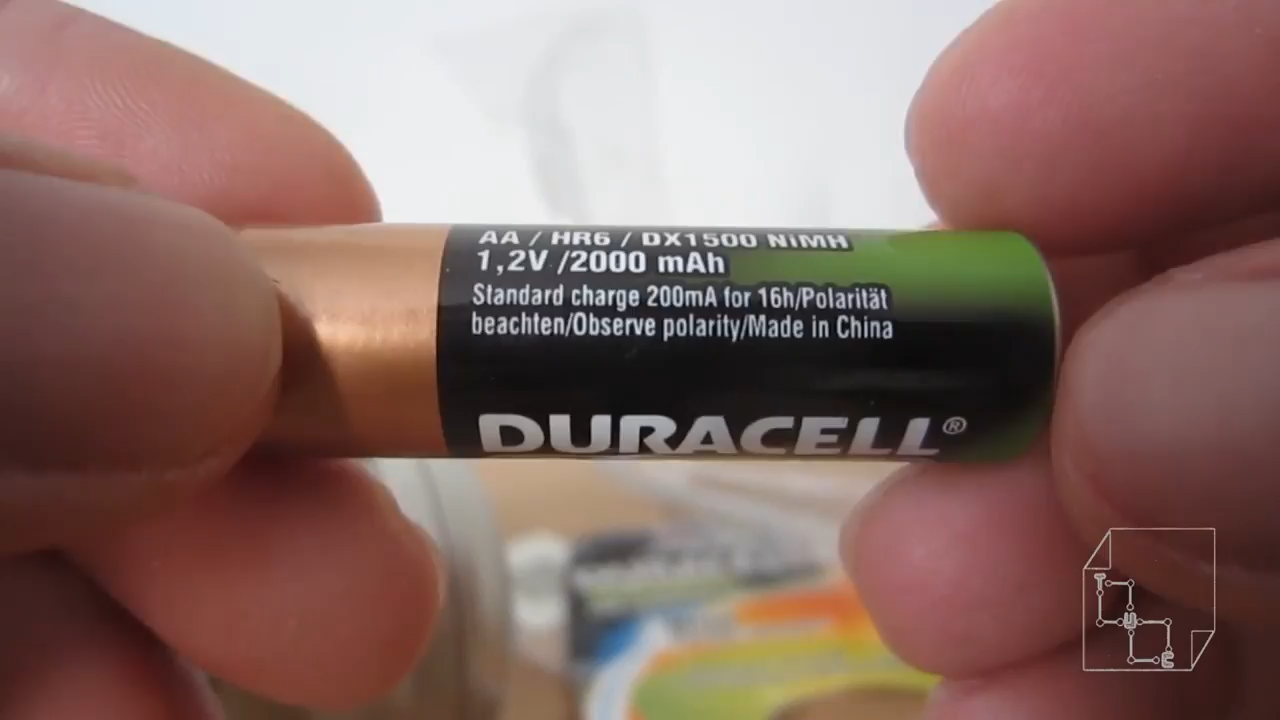 AA / HR6 / DX1500 NiMH
1,2V /2000 mAh
Standard charge 200mA for 16h/Polarität
beachten/Observe polarity/Made in China
DURACELL®
T
U
E